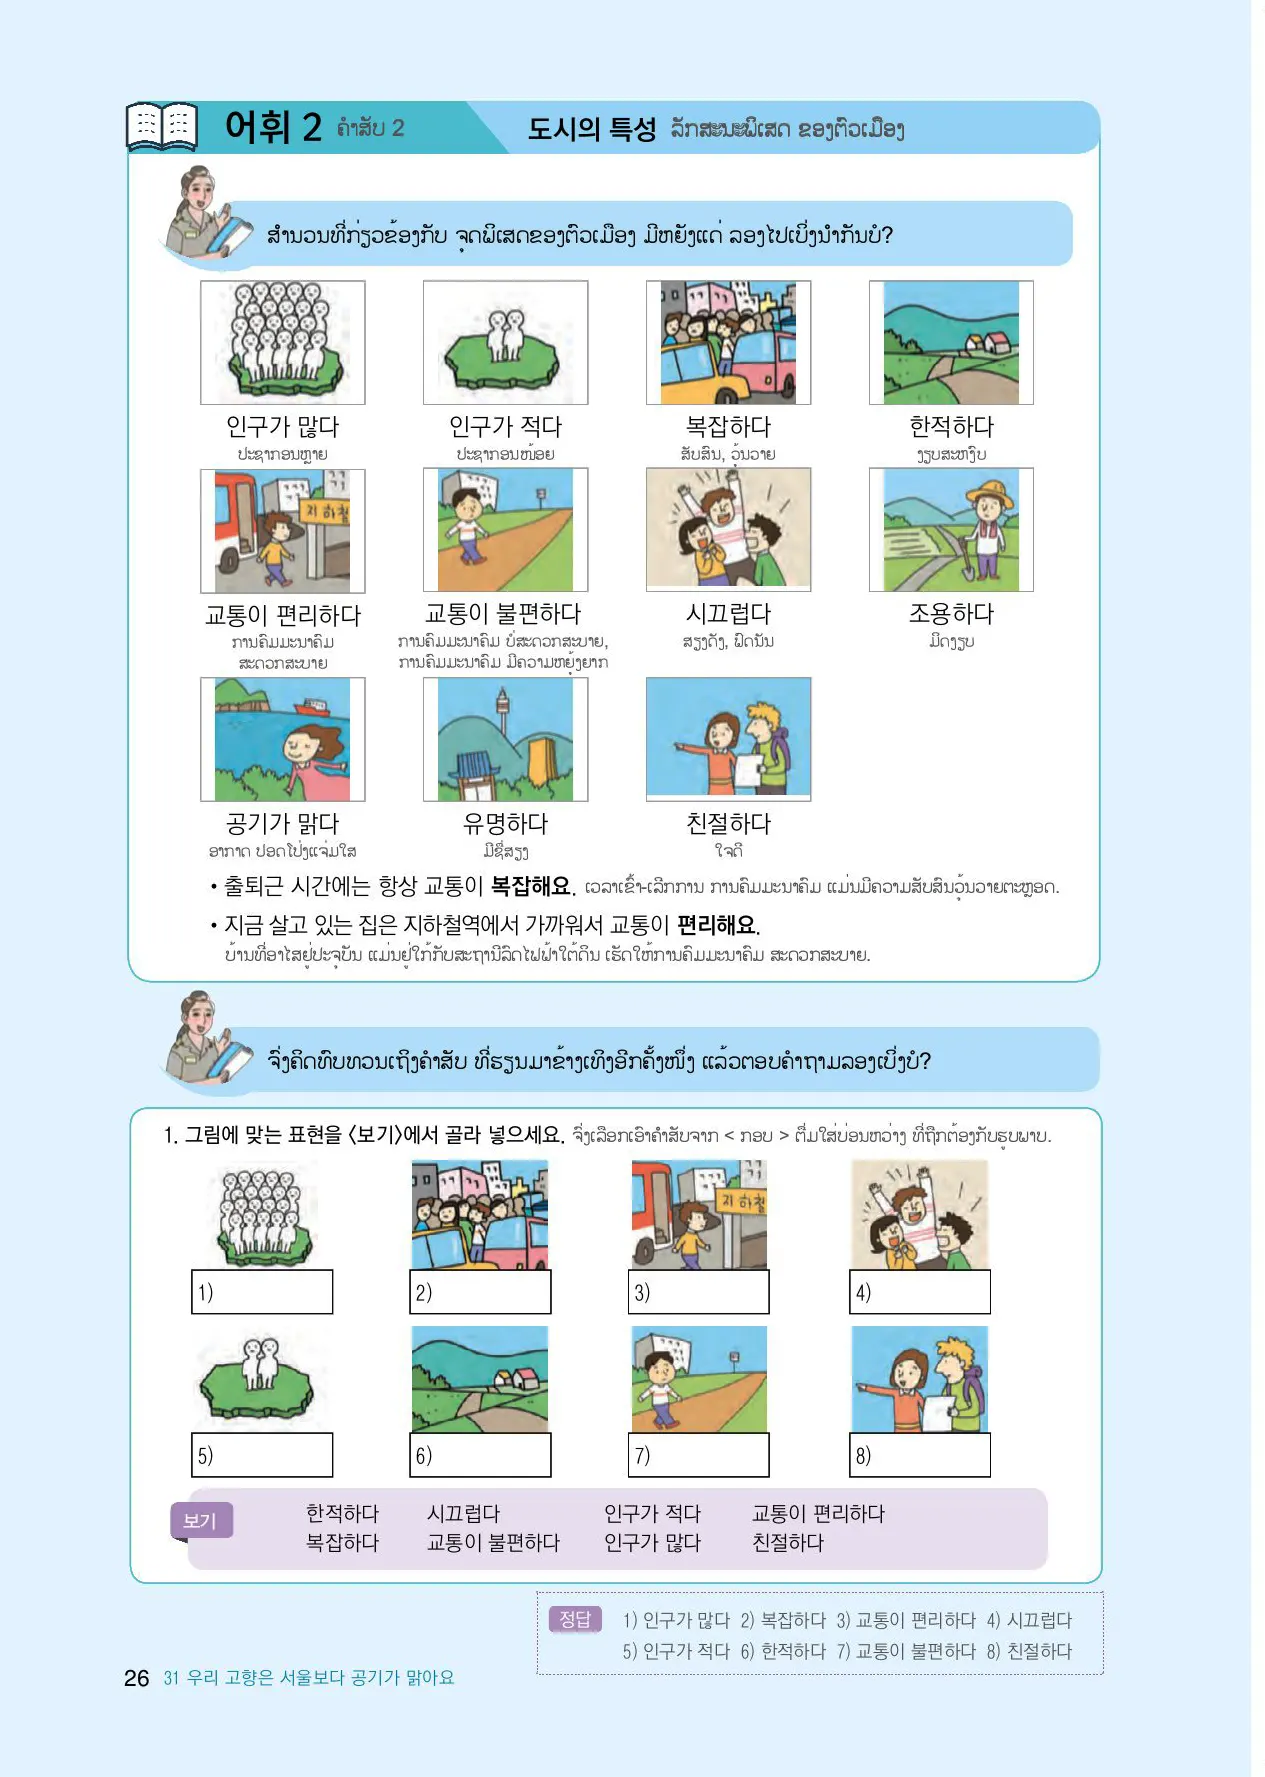 어휘 2 ຄຳສັບ 2 도시의 특성 ລັກສະນະພິເສດ ຂອງຕົວເມືອງ
ສຳນວນທີ່ກ່ຽວຂ້ອງກັບ ຈຸດພິເສດຂອງຕົວເມືອງ ມີຫຍັງແດ່ ລອງໄປເບິ່ງນຳກັນບໍ?
인구가 많다 인구가 적다 복잡하다 한적하다
ປະຊາກອນຫຼາຍ ປະຊາກອນໜ້ອຍ ສັບສົນ, ວຸ້ນວາຍ ງຽບສະຫງົບ
지하철
교통이 편리하다 교통이 불편하다 시끄럽다 조용하다
ການຄົມມະນາຄົມ ການຄົມມະນາຄົມ ບໍ່ສະດວກສະບາຍ, ສຽງດັງ, ຟົດນັນ ມິດງຽບ
ສະດວກສະບາຍ ການຄົມມະນາຄົມ ມີຄວາມຫຍຸ້ງຍາກ
공기가 맑다 유명하다 친절하다
ອາກາດ ປອດໂປ່ງແຈ່ມໃສ ມີຊື່ສຽງ ໃຈດີ
• 출퇴근 시간에는 항상 교통이 복잡해요. ເວລາເຂົ້າ-ເລີກການ ການຄົມມະນາຄົມ ແມ່ນມີຄວາມສັບສົນວຸ້ນວາຍຕະຫຼອດ.
• 지금 살고 있는 집은 지하철역에서 가까워서 교통이 편리해요.
ບ້ານທີ່ອາໄສຢູ່ປະຈຸບັນ ແມ່ນຢູ່ໃກ້ກັບສະຖານີລົດໄຟຟ້າໃຕ້ດິນ ເຮັດໃຫ້ການຄົມມະນາຄົມ ສະດວກສະບາຍ.
ຈົ່ງຄິດທົບທວນເຖິງຄຳສັບ ທີ່ຮຽນມາຂ້າງເທິງອີກຄັ້ງໜຶ່ງ ແລ້ວຕອບຄຳຖາມລອງເບິ່ງບໍ?
1. 그림에 맞는 표현을 〈보기〉에서 골라 넣으세요. ຈົ່ງເລືອກເອົາຄຳສັບຈາກ < ກອບ > ຕື່ມໃສ່ບ່ອນຫວ່າງ ທີ່ຖືກຕ້ອງກັບຮູບພາບ.
지하철
1) 2) 3) 4)
5) 6) 7) 8)
보기 한적하다 시끄럽다 인구가 적다 교통이 편리하다
복잡하다 교통이 불편하다 인구가 많다 친절하다
정답 1) 인구가 많다 2) 복잡하다 3) 교통이 편리하다 4) 시끄럽다
5) 인구가 적다 6) 한적하다 7) 교통이 불편하다 8) 친절하다
26 31 우리 고향은 서울보다 공기가 맑아요